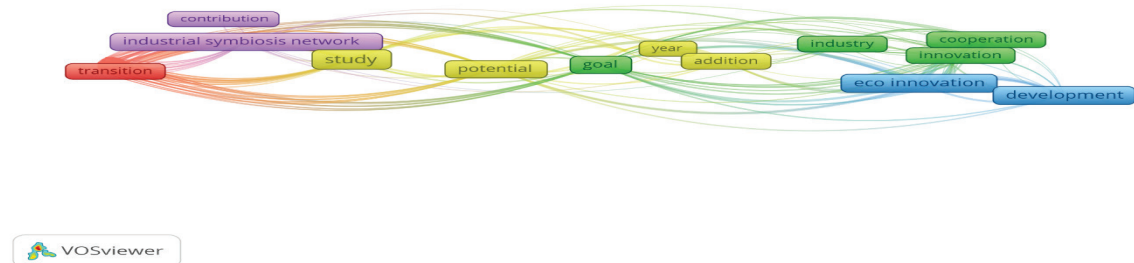 contribution
industrial symbiosis network
transition
study
potential
goal
year
addition
industry
cooperation
innovation
eco innovation
development
VOSviewer